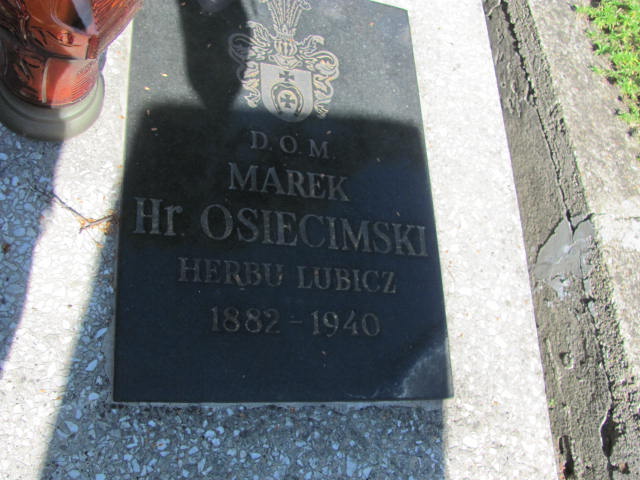 D.O.M.
MAREK
Hr. OSIECIMSKI
HERBU LUBICZ
1882-1940